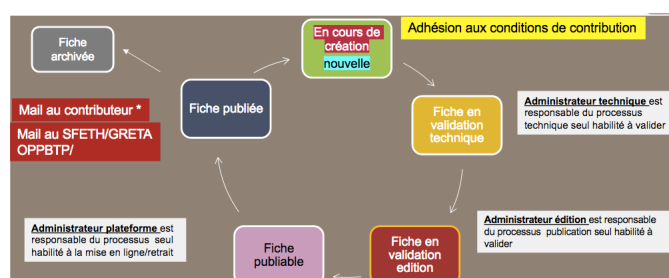 En cours de
création
nouvelle
Adhésion aux conditions de contribution
Fiche
archivée
Mail au contributeur *
Mail au SFETH/GRETA
OPPBTP/
Fiche publiée
Fiche en
validation
technique
Administrateur technique est
responsable du processus
technique seul habilité à valider
Administrateur plateforme est
responsable du processus seul
habilité à la mise en ligne/retrait
Fiche
publiable
Fiche en
validation
edition
Administrateur édition est responsable
du processus publication seul habilité à
valider